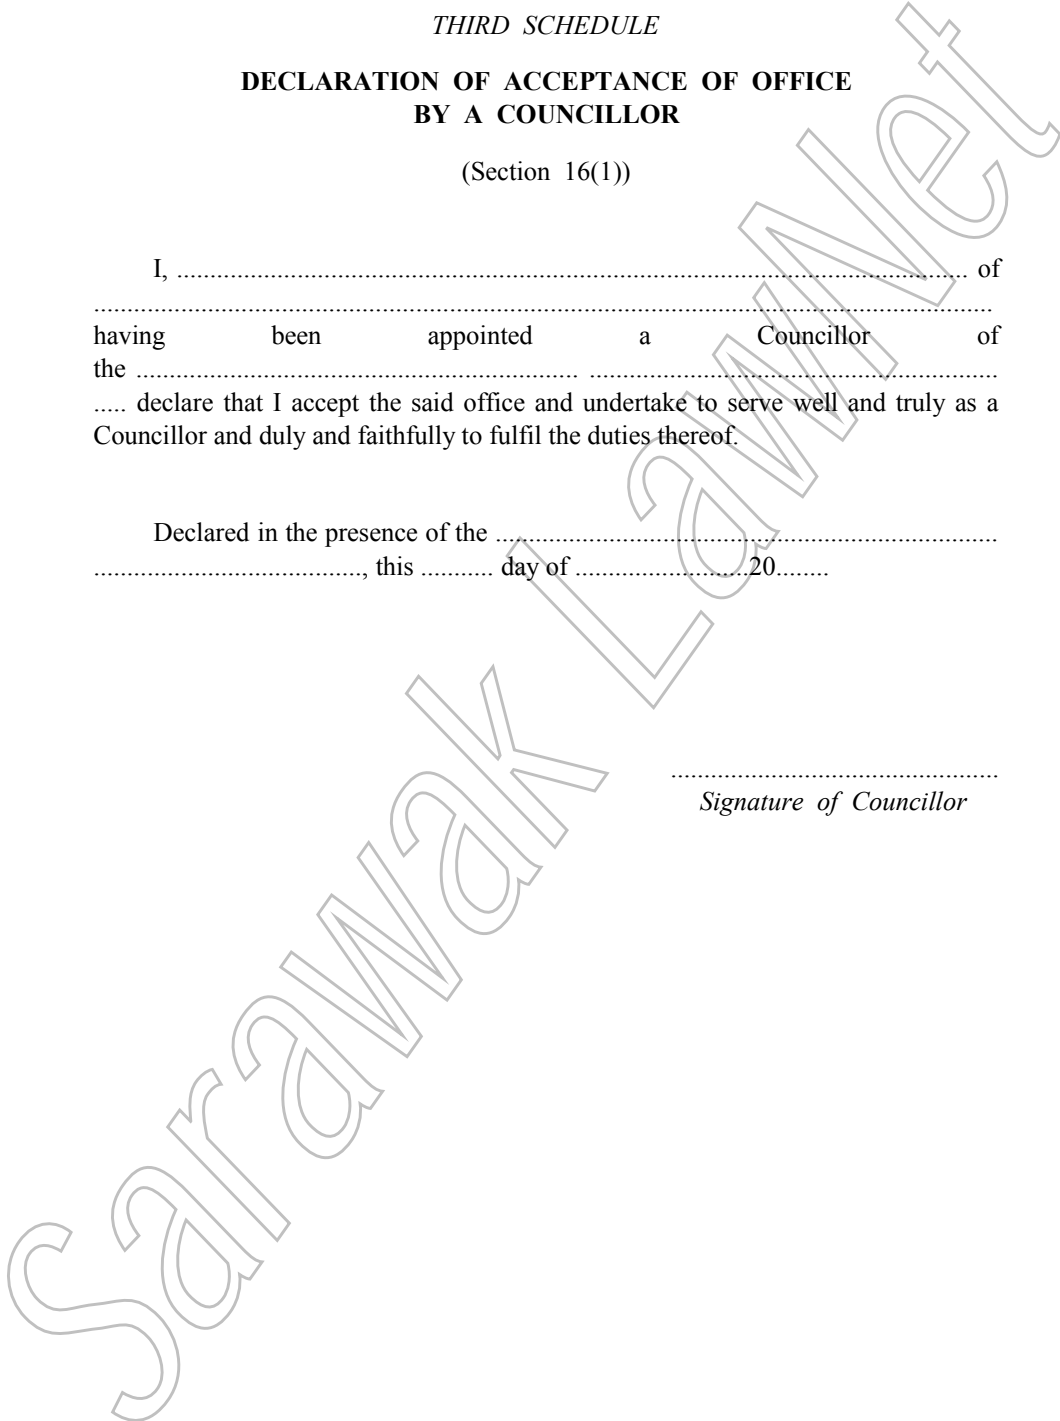 THIRD SCHEDULE
DECLARATION OF ACCEPTANCE OF OFFICE
BY A COUNCILLOR
(Section 16(1))
I, ...................................................................................................................... of
......................................................................................................................................
having been appointed a Councillor of
the .................................................................. .............................................................
..... declare that I accept the said office and undertake to serve well and truly as a
Councillor and duly and faithfully to fulfil the duties thereof.
Declared in the presence of the ...........................................................................
........................................, this ........... day of ..........................20........
.................................................
Signature of Councillor
Sarawak LawNet